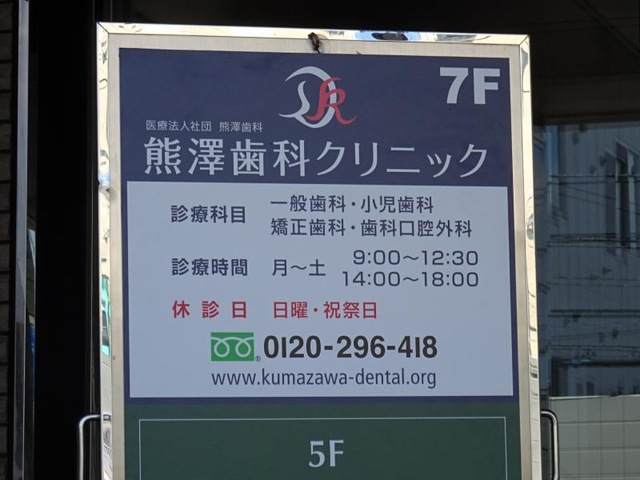 7F
医療法人社団 熊澤歯科
熊澤歯科クリニック
診療科目 一般歯科・小児歯科
矯正歯科・歯科口腔外科
診療時間 月〜土 9:00〜12:30
14:00〜18:00
休診日 日曜・祝祭日
0120-296-418
www.kumazawa-dental.org
5F